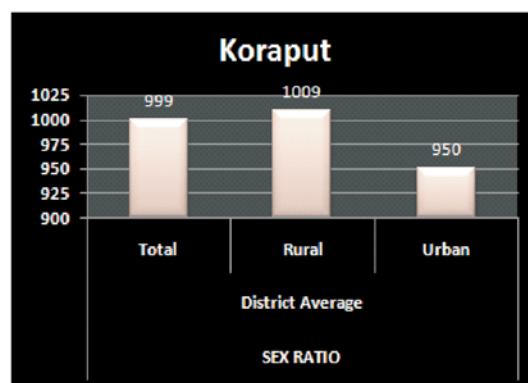 Koraput
1025
1000
975
950
925
900
999
1009
950
Total Rural Urban
District Average
SEX RATIO